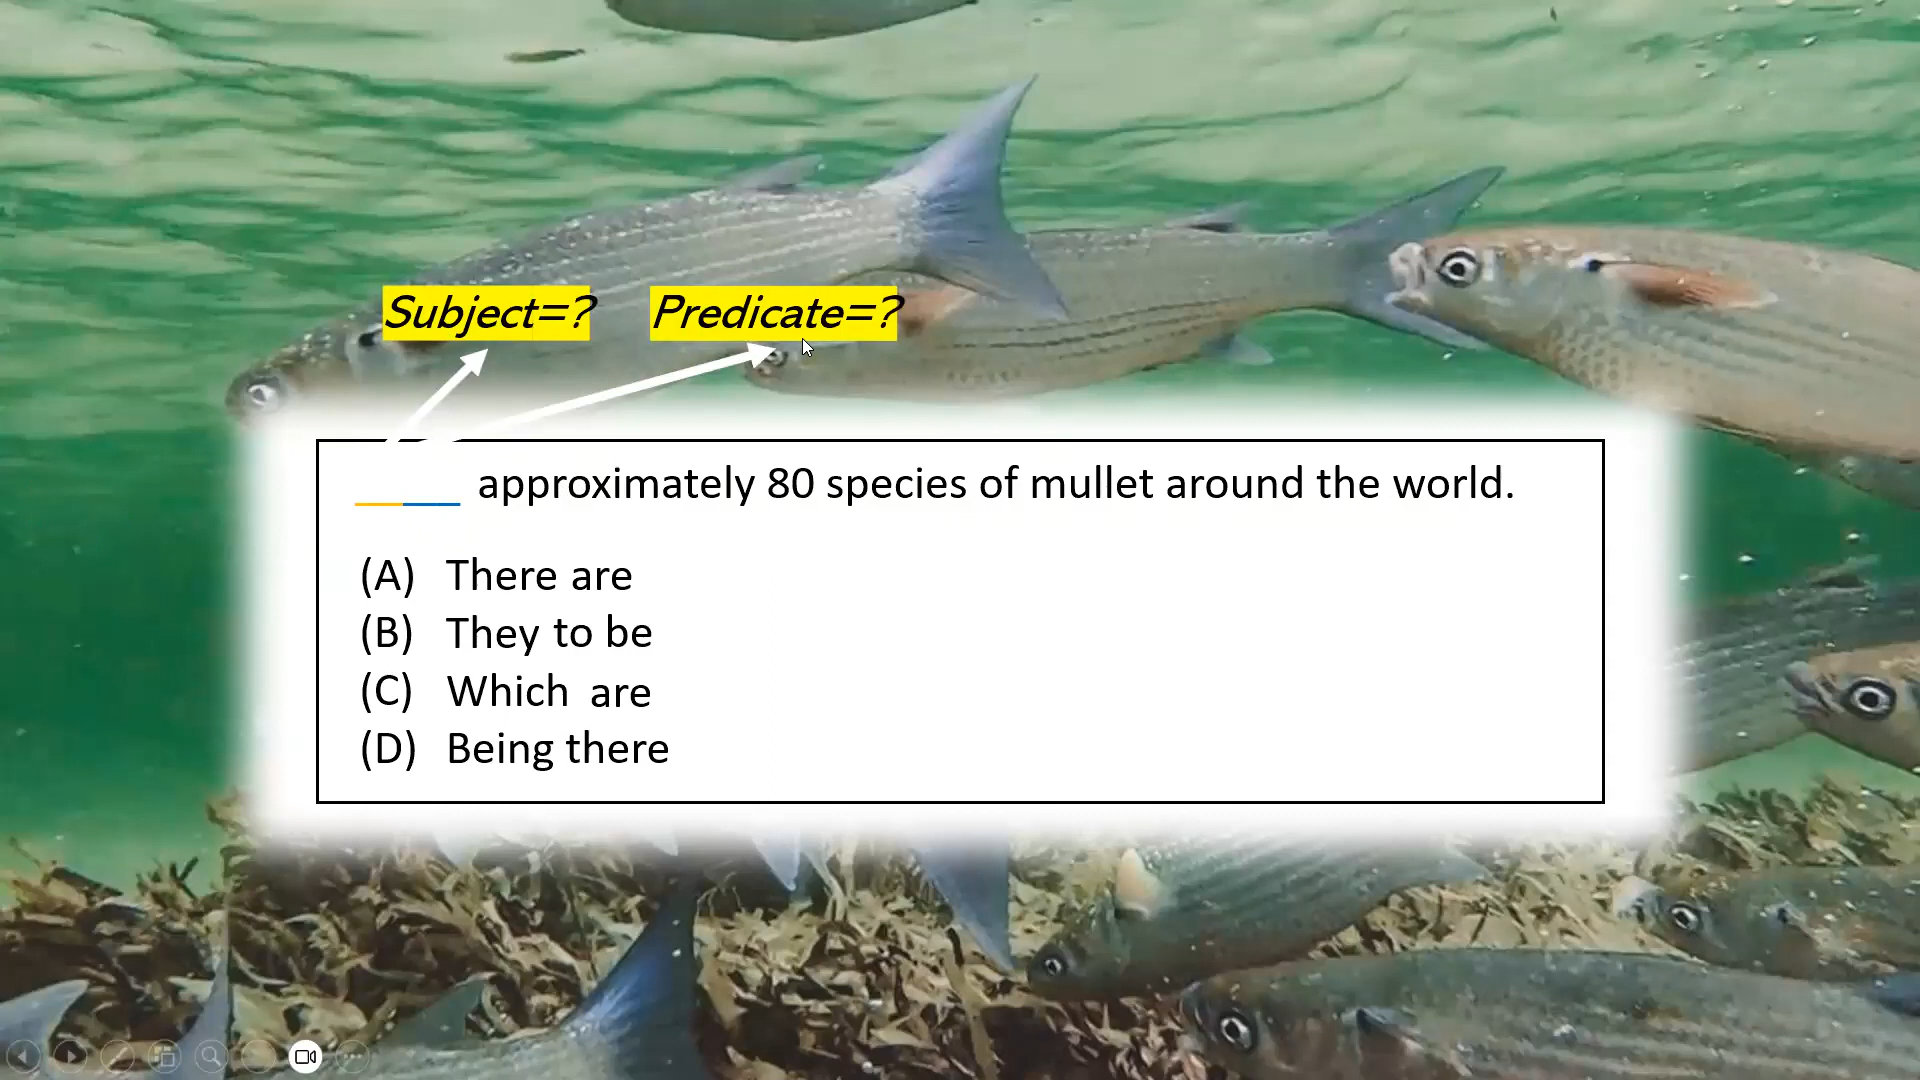 Subject=? Predicate=?
____ approximately 80 species of mullet around the world.
(A) There are
(B) They to be
(C) Which are
(D) Being there